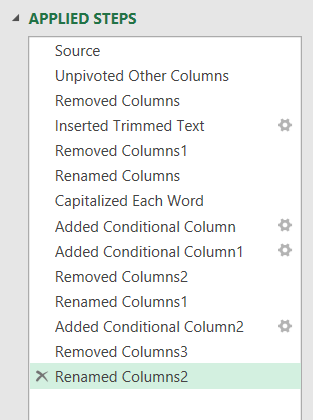 APPLIED STEPS
Source
Unpivoted Other Columns
Removed Columns
Inserted Trimmed Text
Removed Columns1
Renamed Columns
Capitalized Each Word
Added Conditional Column
Added Conditional Column1
Removed Columns2
Renamed Columns1
Added Conditional Column2
Removed Columns3
Renamed Columns2